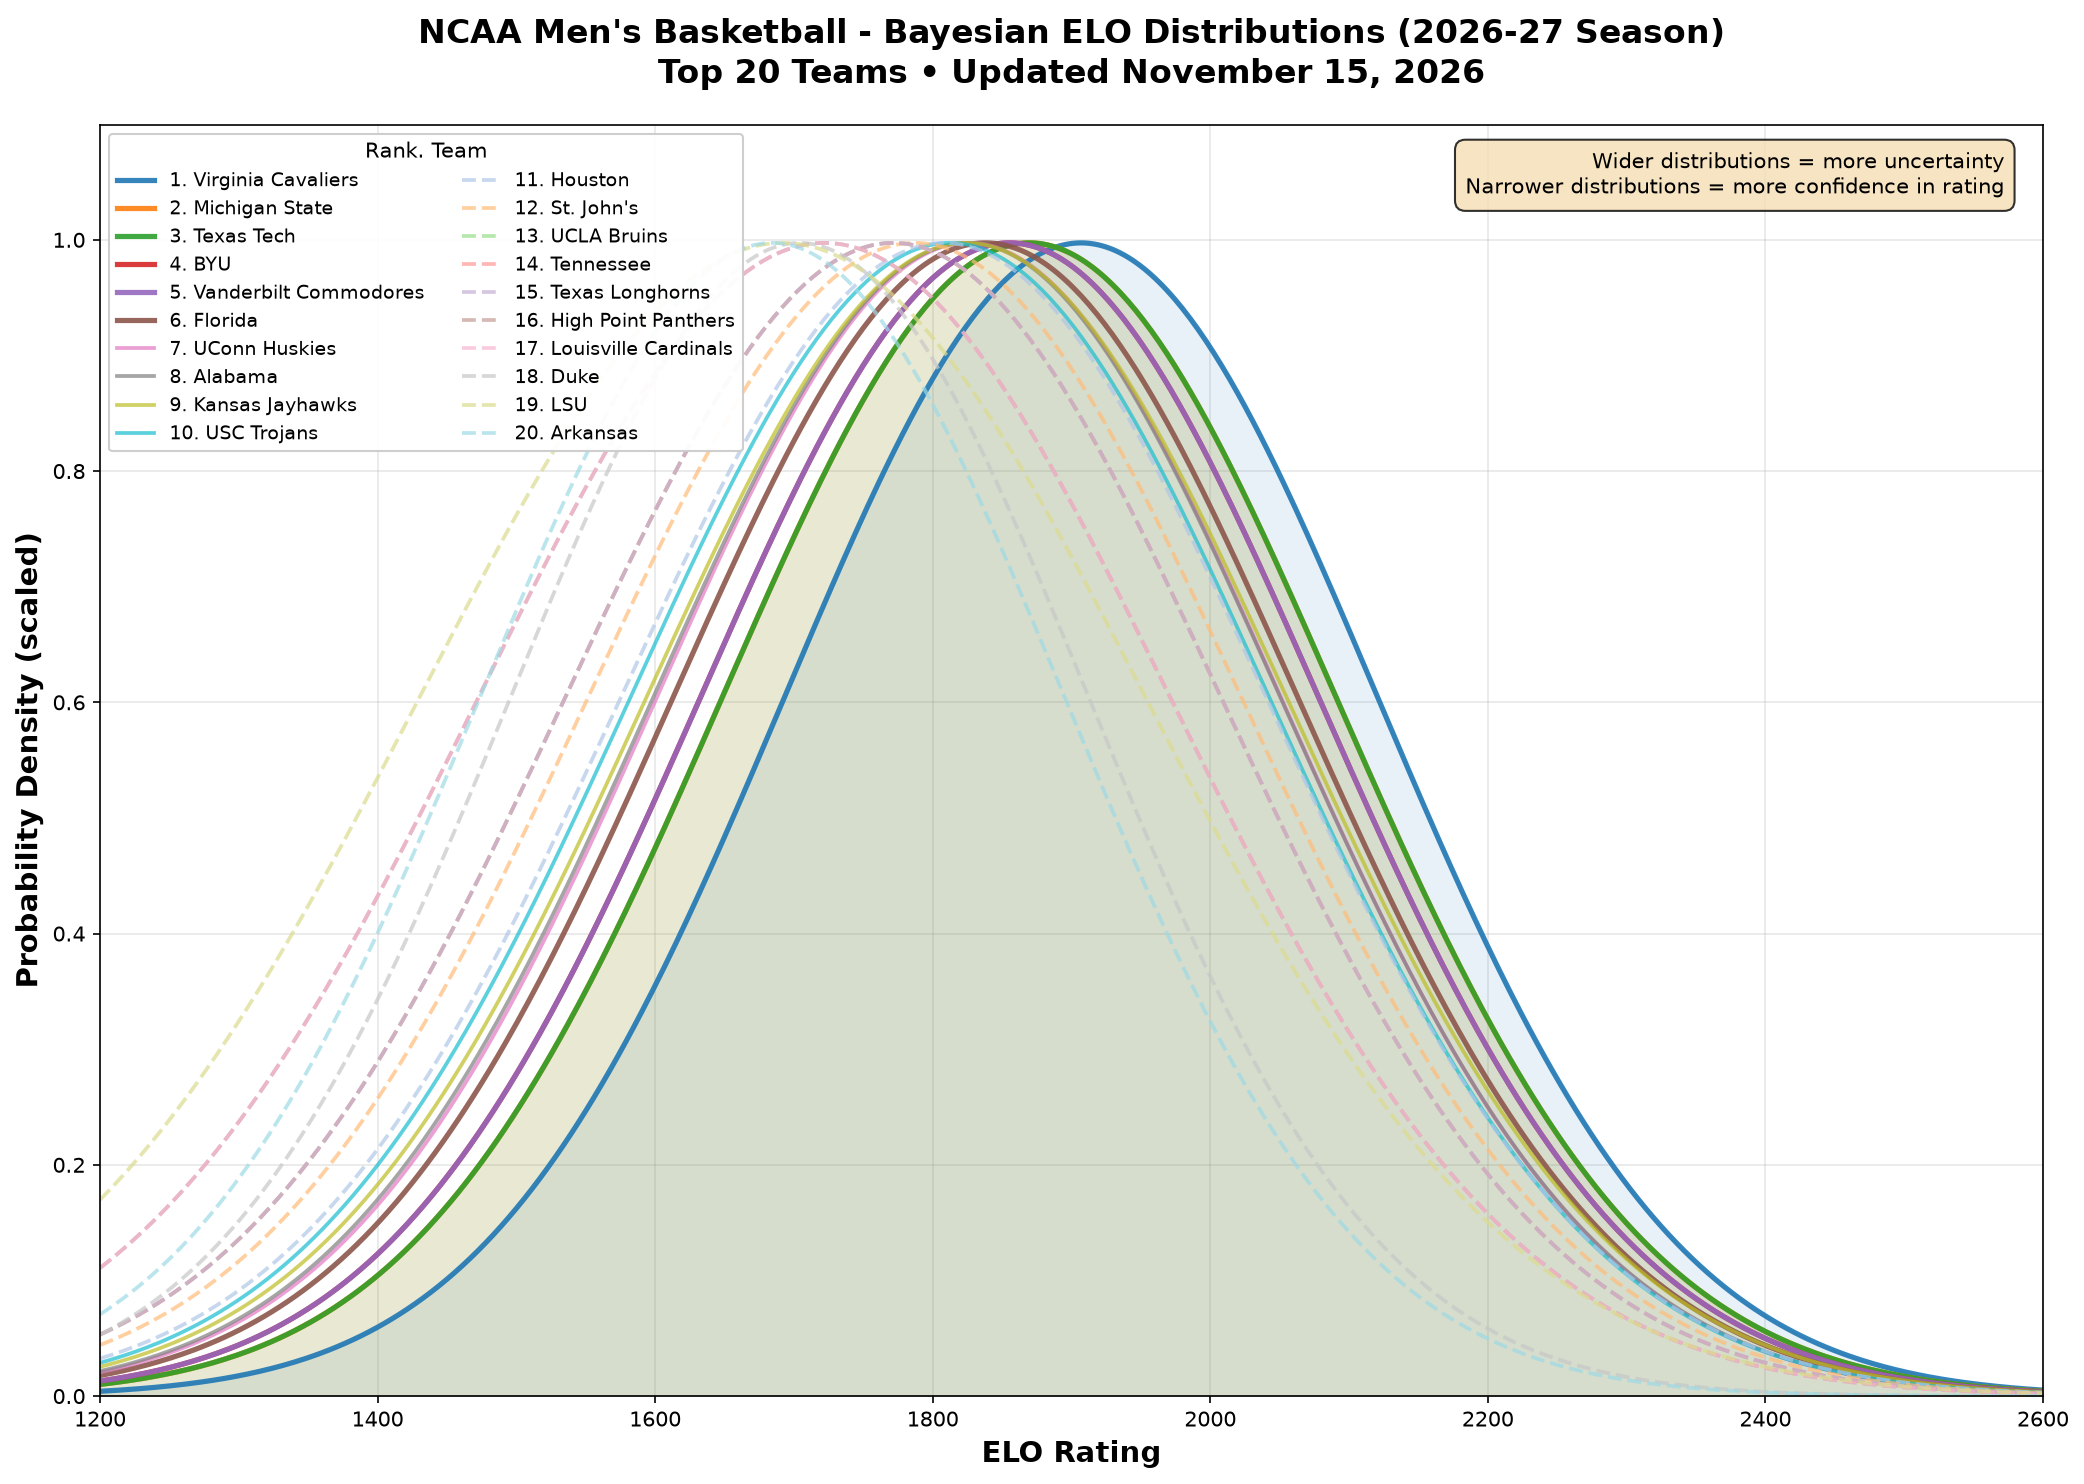 NCAA Men's Basketball - Bayesian ELO Distributions (2026-27 Season)
Top 20 Teams • Updated November 15, 2026
Rank. Team
1. Virginia Cavaliers
2. Michigan State
3. Texas Tech
4. BYU
5. Vanderbilt Commodores
6. Florida
7. UConn Huskies
8. Alabama
9. Kansas Jayhawks
10. USC Trojans
11. Houston
12. St. John's
13. UCLA Bruins
14. Tennessee
15. Texas Longhorns
16. High Point Panthers
17. Louisville Cardinals
18. Duke
19. LSU
20. Arkansas
Wider distributions = more uncertainty
Narrower distributions = more confidence in rating
Probability Density (scaled)
1.0
0.8
0.6
0.4
0.2
0.0
1200
1400
1600
1800
2000
2200
2400
2600
ELO Rating